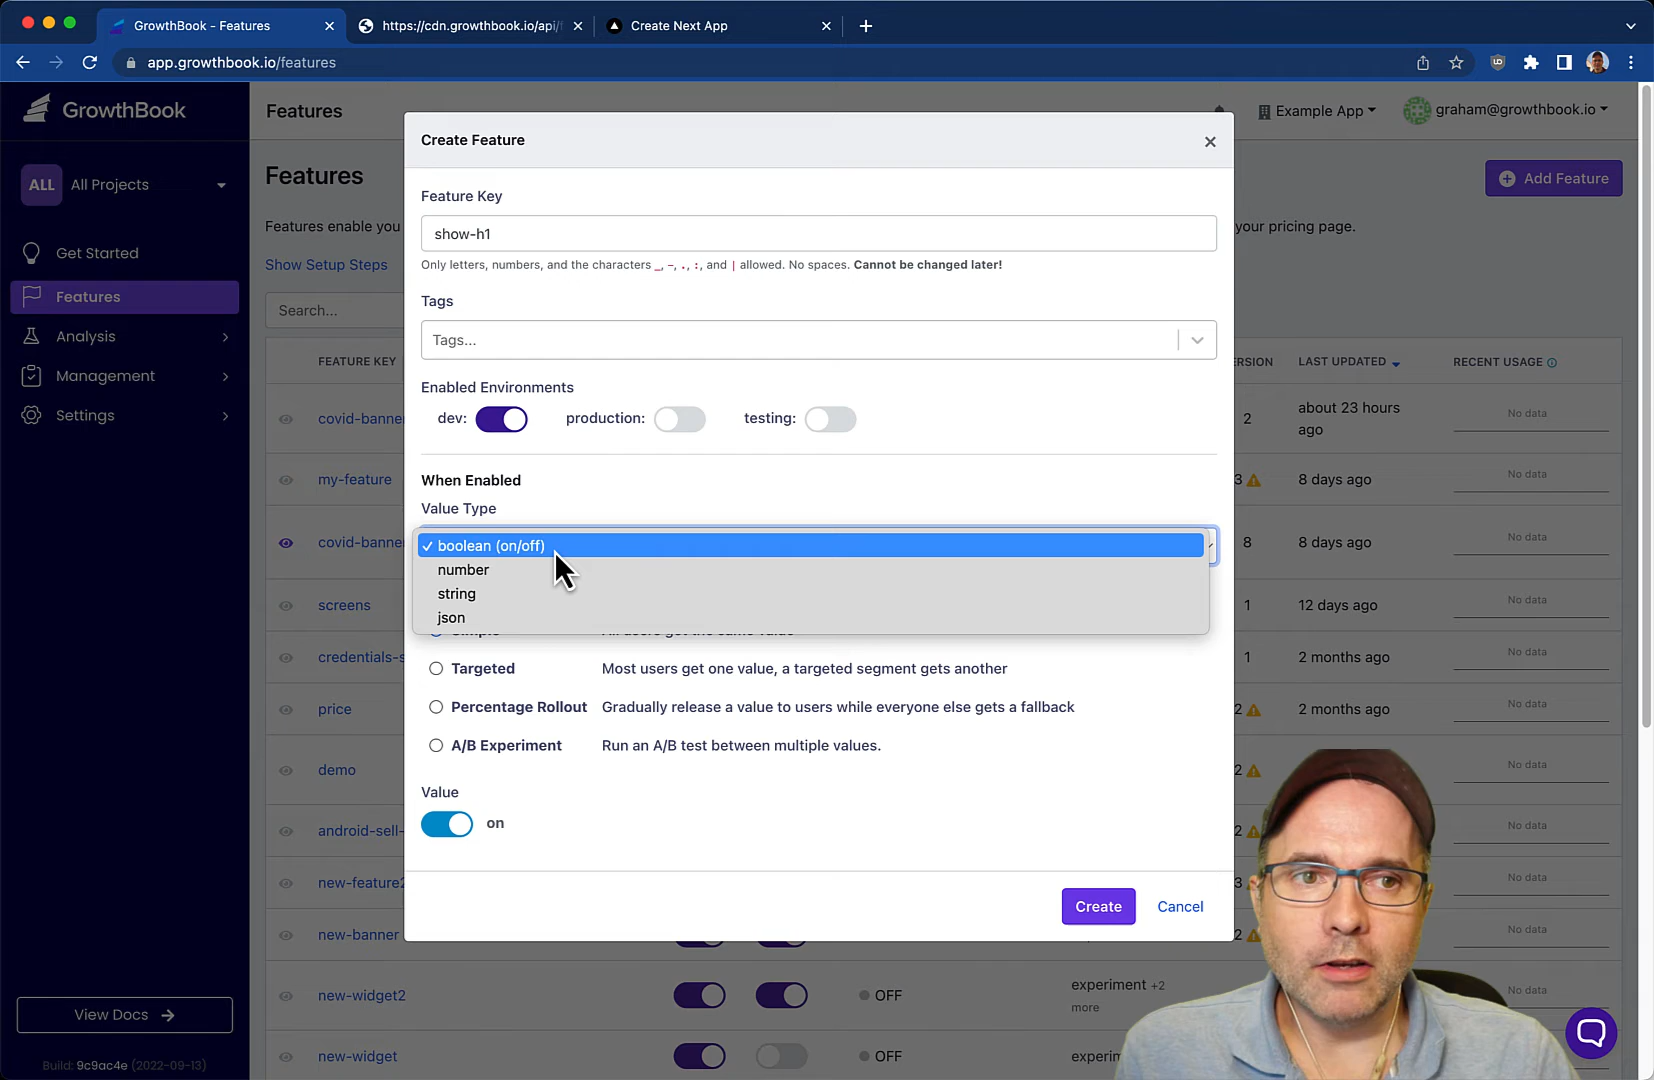 GrowthBook - Features
https://cdn.growthbook.io/api/
Create Next App
app.growthbook.io/features
GrowthBook
Features
Example App
graham@growthbook.io
ALL
All Projects
Get Started
Features
Analysis
Management
Settings
View Docs
Build: 9c9ac4e (2022-09-13)
Features
Add Feature
Features enable you
your pricing page.
Show Setup Steps
Search...
FEATURE KEY
ERSION
LAST UPDATED
RECENT USAGE
covid-banner
2
about 23 hours
ago
No data
my-feature
3
8 days ago
No data
covid-banner
8
8 days ago
No data
screens
1
12 days ago
No data
credentials-s
1
2 months ago
No data
price
2
2 months ago
No data
demo
2
No data
android-sell-
2
No data
new-feature2
3
No data
new-banner
2
No data
new-widget2
OFF
experiment +2
more
No data
new-widget
OFF
experim
No data
Create Feature
Feature Key
show-h1
Only letters, numbers, and the characters _, -, ., :, and | allowed. No spaces. Cannot be changed later!
Tags
Tags...
Enabled Environments
dev:
production:
testing:
When Enabled
Value Type
boolean (on/off)
number
string
json
Simple
All users get the same value
Targeted
Most users get one value, a targeted segment gets another
Percentage Rollout
Gradually release a value to users while everyone else gets a fallback
A/B Experiment
Run an A/B test between multiple values.
Value
on
Create
Cancel